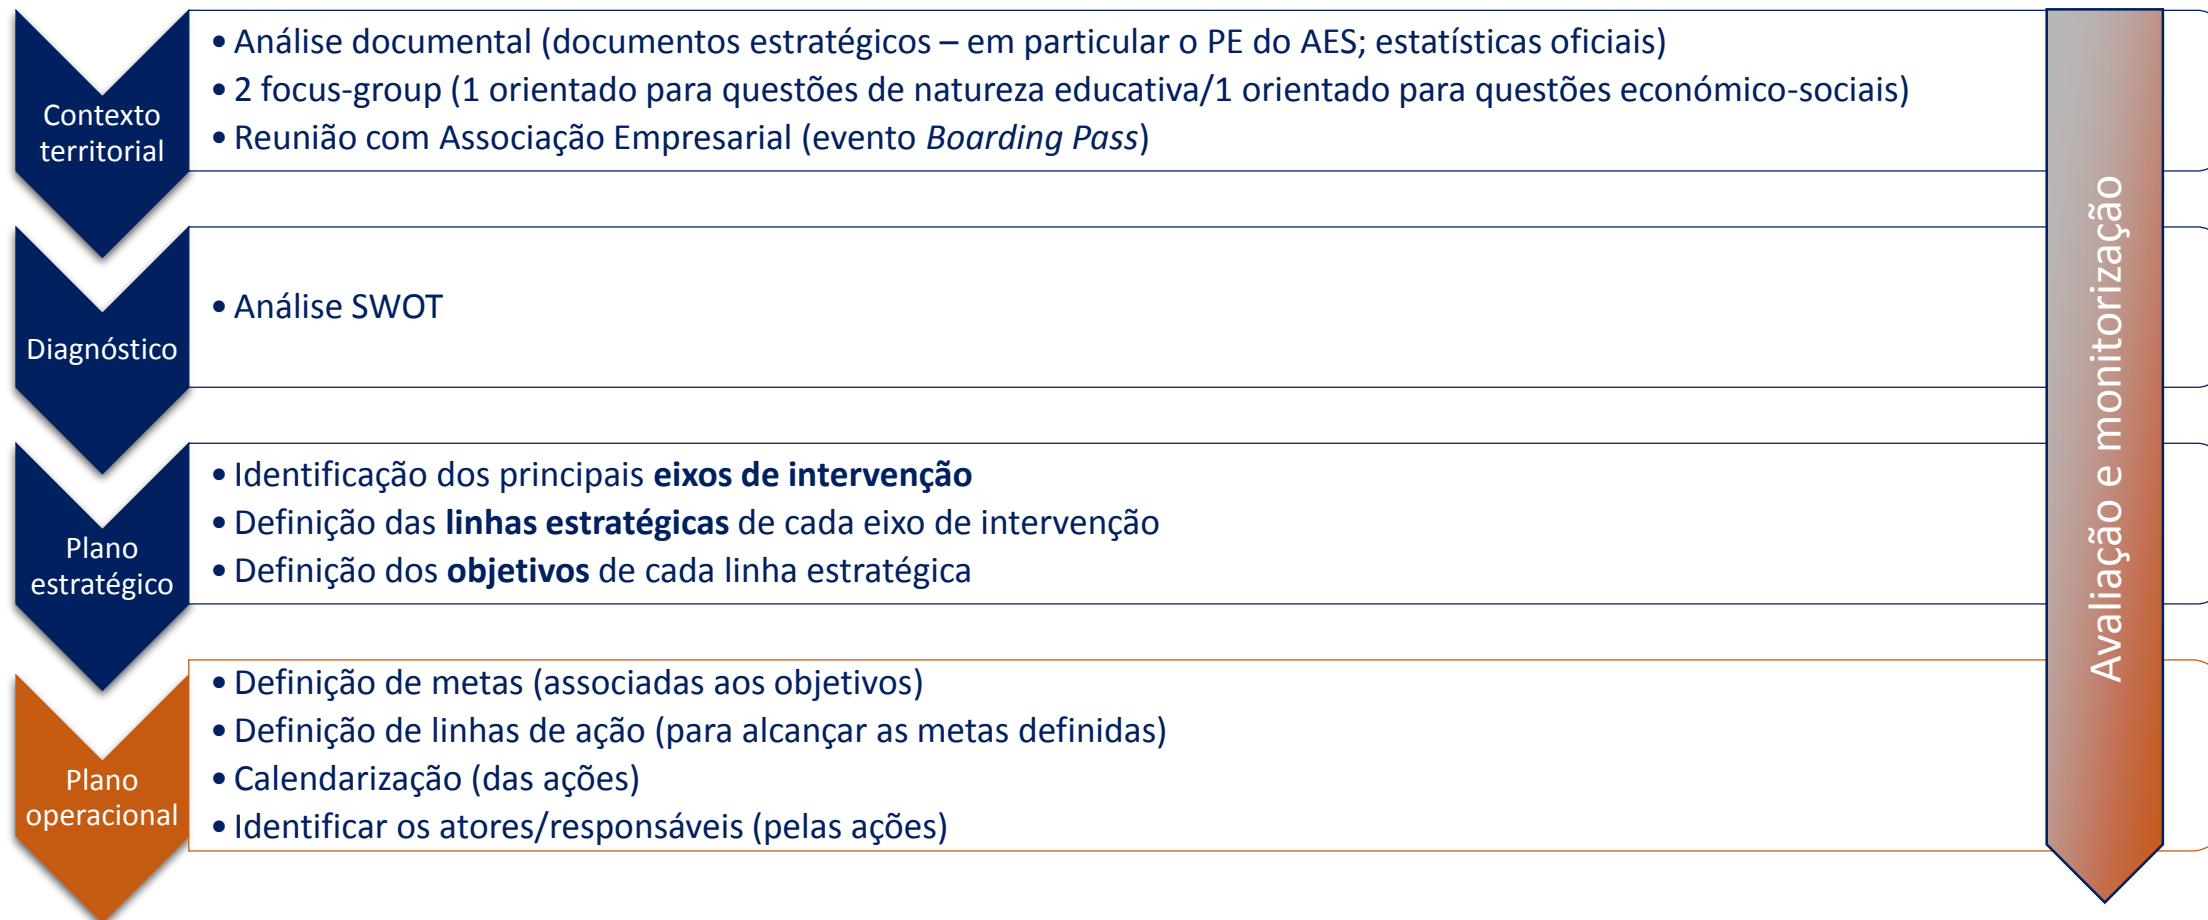 Contexto
territorial
• Análise documental (documentos estratégicos – em particular o PE do AES; estatísticas oficiais)
• 2 focus-group (1 orientado para questões de natureza educativa/1 orientado para questões económico-sociais)
• Reunião com Associação Empresarial (evento Boarding Pass)
Diagnóstico
• Análise SWOT
Plano
estratégico
• Identificação dos principais eixos de intervenção
• Definição das linhas estratégicas de cada eixo de intervenção
• Definição dos objetivos de cada linha estratégica
Plano
operacional
• Definição de metas (associadas aos objetivos)
• Definição de linhas de ação (para alcançar as metas definidas)
• Calendarização (das ações)
• Identificar os atores/responsáveis (pelas ações)
Avaliação e monitorização